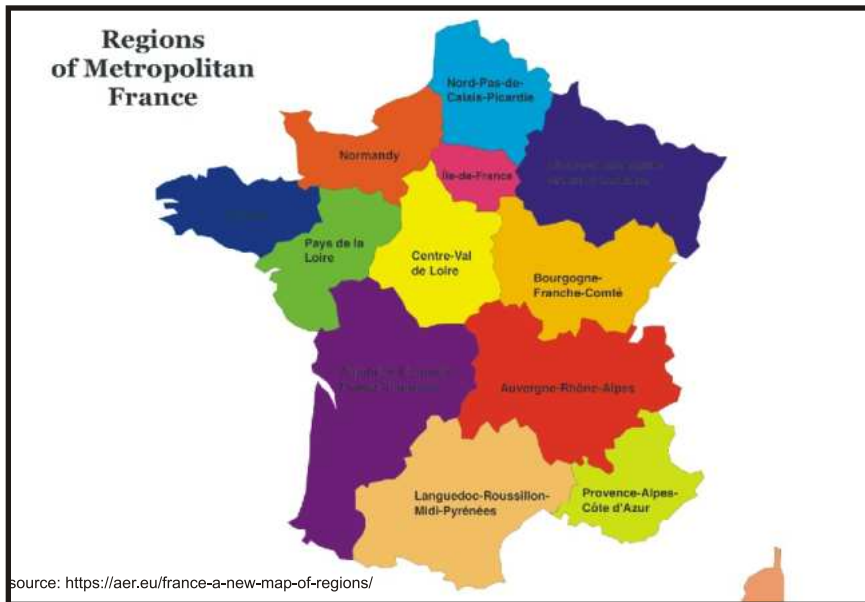 Regions
of Metropolitan
France
Nord-Pas-de-
Calais-Picardie
Normandy
Île-de-France
Pays de la
Loire
Centre-Val
de Loire
Bourgogne-
Franche-Comté
Auvergne-Rhône-Alpes
Languedoc-Roussillon-
Midi-Pyrénées
Provence-Alpes-
Côte d'Azur
source: https://aer.eu/france-a-new-map-of-regions/